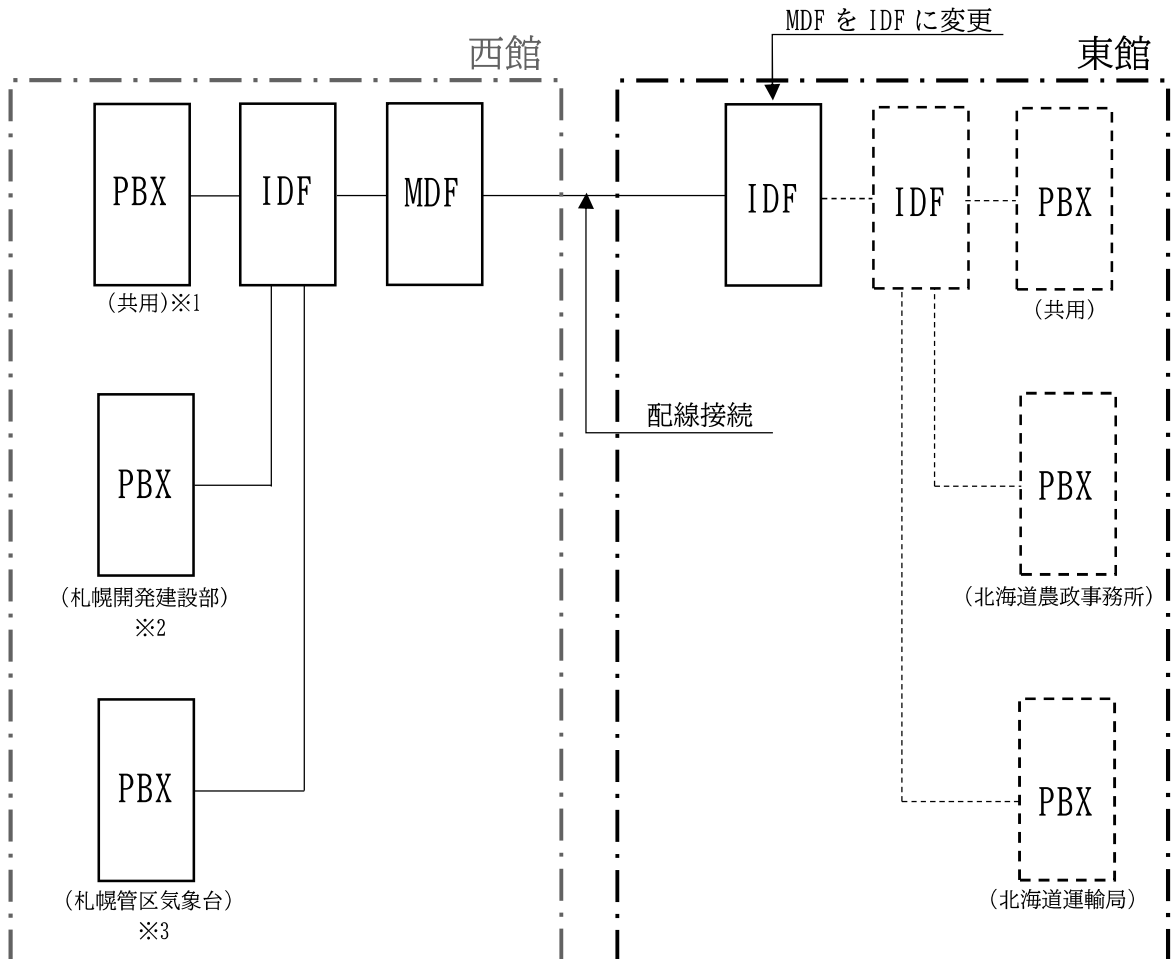 MDF を IDF に変更
西館
東館
PBX
IDF
MDF
IDF
IDF
PBX
(共用)※1
(共用)
配線接続
PBX
PBX
(札幌開発建設部)
※2
(北海道農政事務所)
PBX
PBX
(札幌管区気象台)
※3
(北海道運輸局)